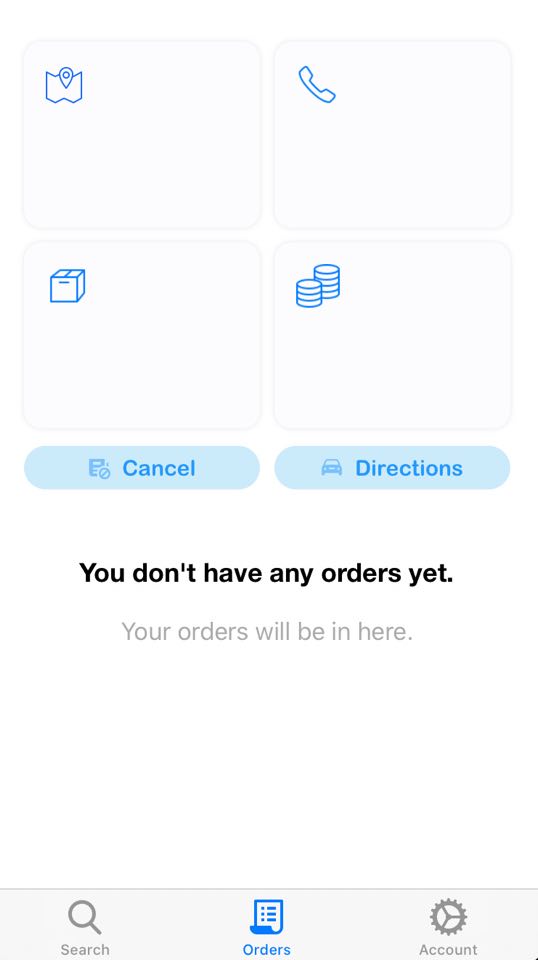 Cancel
Directions
You don't have any orders yet.
Your orders will be in here.
Search
Orders
Account